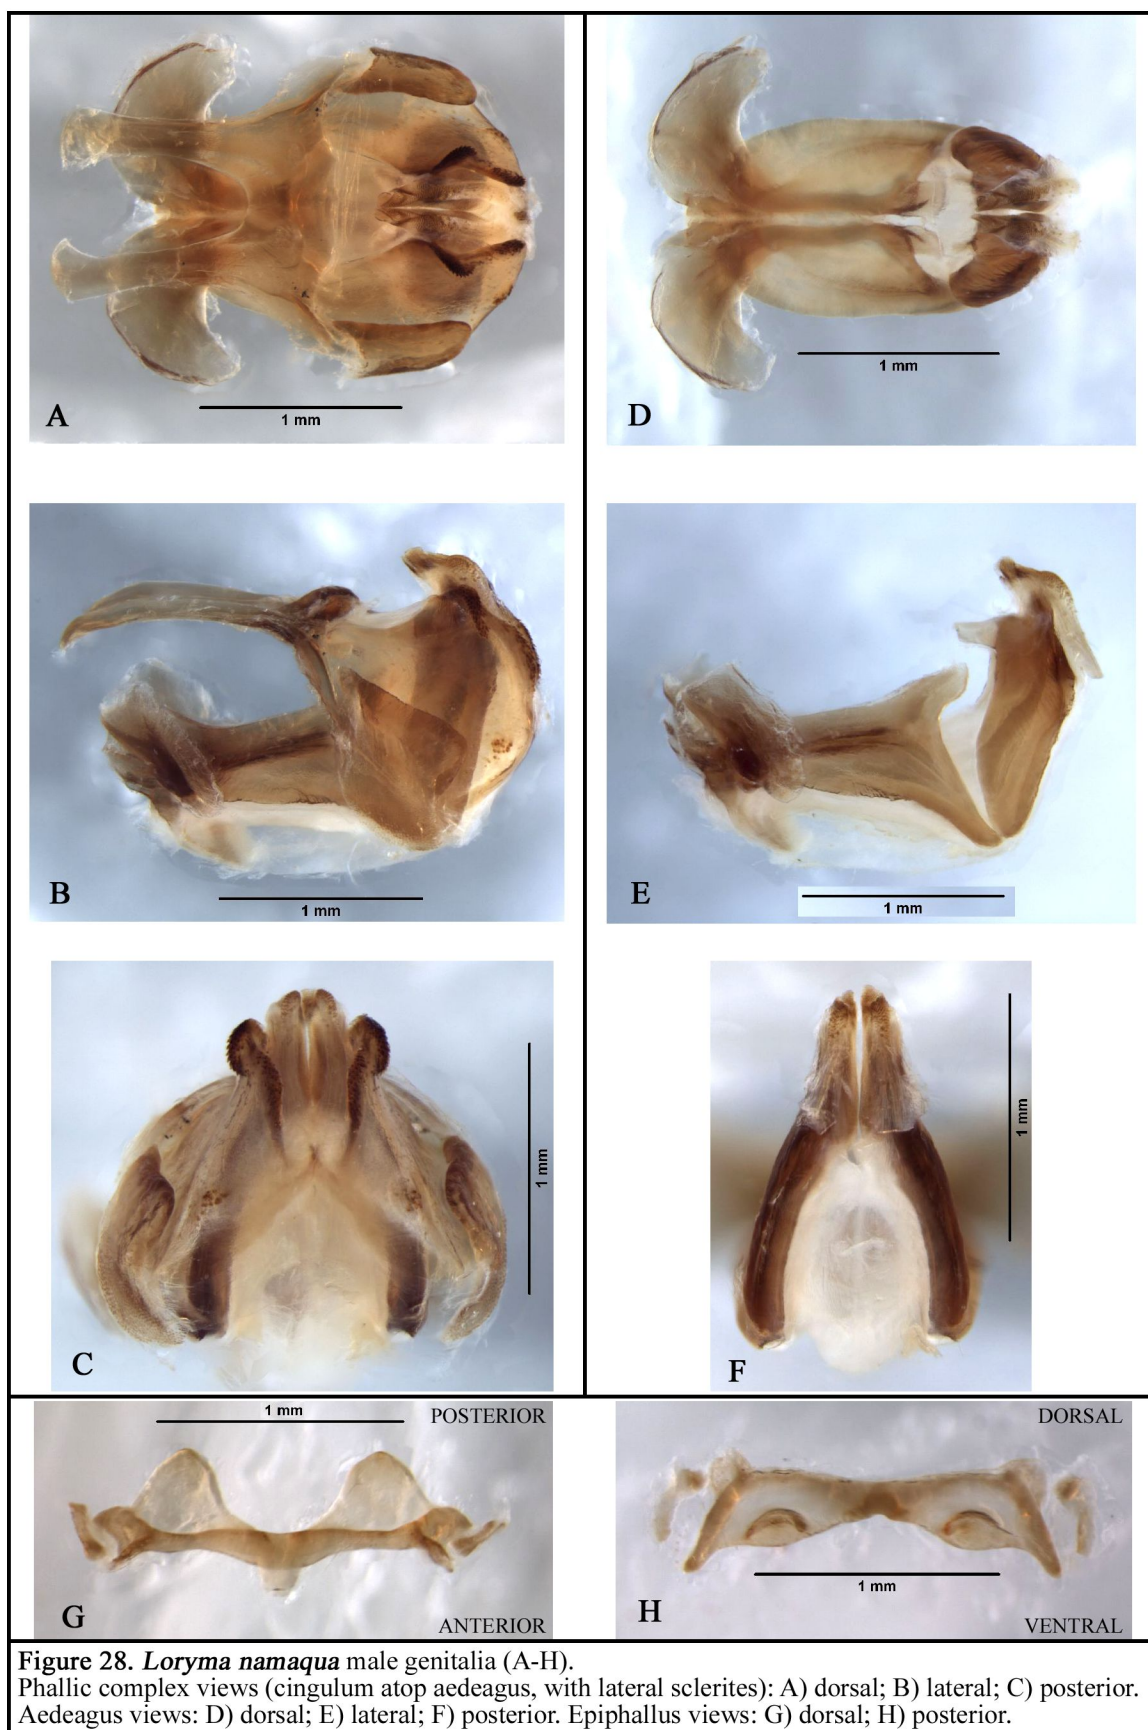 A
1 mm
D
1 mm
B
1 mm
E
1 mm
C
1 mm
F
1 mm
1 mm
POSTERIOR
G
ANTERIOR
DORSAL
H
1 mm
VENTRAL
Figure 28. Loryma namaqua male genitalia (A-H).
Phallic complex views (cingulum atop aedeagus, with lateral sclerites): A) dorsal; B) lateral; C) posterior.
Aedeagus views: D) dorsal; E) lateral; F) posterior. Epiphallus views: G) dorsal; H) posterior.